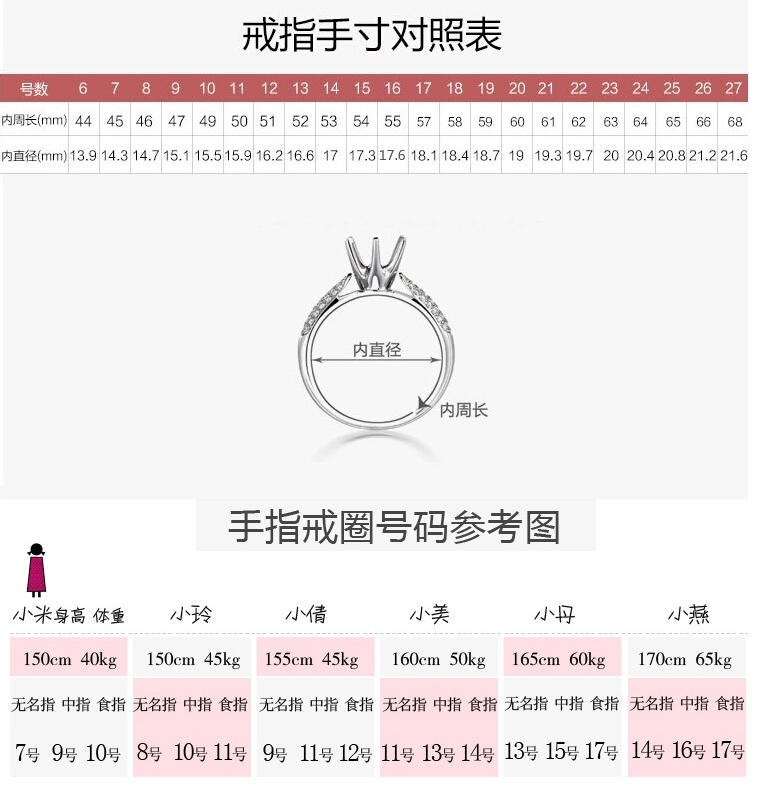 戒指手寸对照表
号数 6 7 8 9 10 11 12 13 14 15 16 17 18 19 20 21 22 23 24 25 26 27
内周长(mm) 44 45 46 47 49 50 51 52 53 54 55 57 58 59 60 61 62 63 64 65 66 68
内直径(mm) 13.9 14.3 14.7 15.1 15.5 15.9 16.2 16.6 17 17.3 17.6 18.1 18.4 18.7 19 19.3 19.7 20 20.4 20.8 21.2 21.6
内直径
内周长
手指戒圈号码参考图
小米身高 体重 小玲 小倩 小美 小丹 小燕
150cm 40kg 150cm 45kg 155cm 45kg 160cm 50kg 165cm 60kg 170cm 65kg
无名指 中指 食指 无名指 中指 食指 无名指 中指 食指 无名指 中指 食指 无名指 中指 食指 无名指 中指 食指
7号 9号 10号 8号 10号 11号 9号 11号 12号 11号 13号 14号 13号 15号 17号 14号 16号 17号